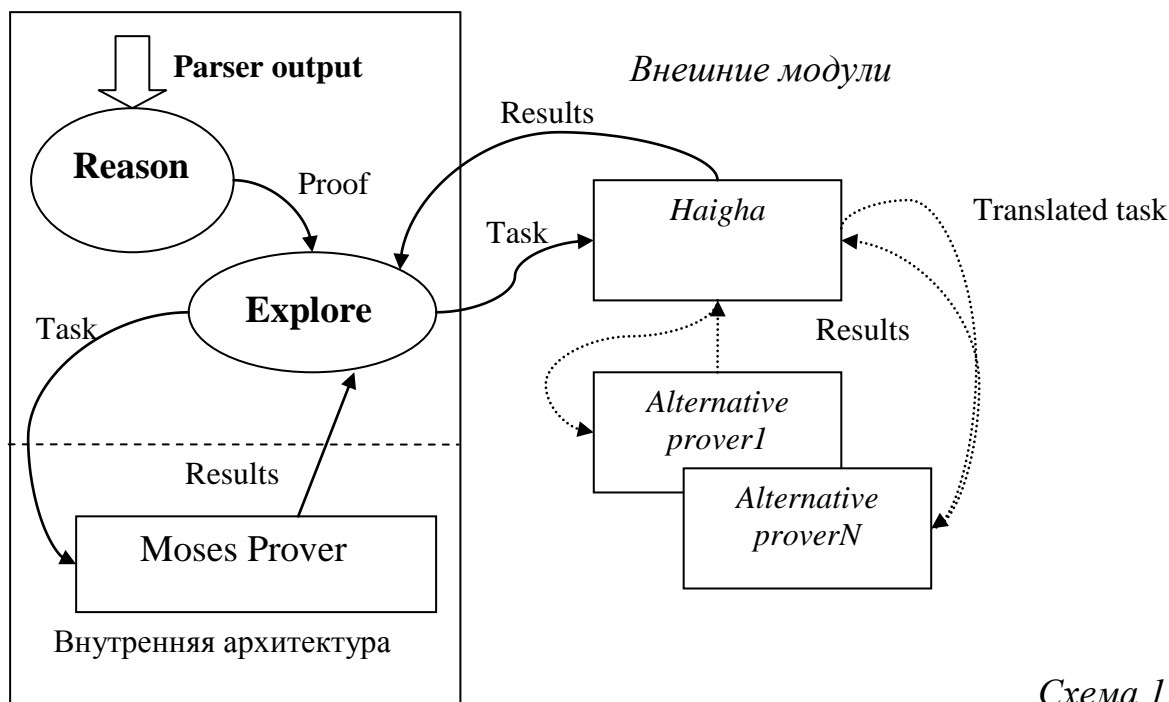 Parser output
Внешние модули
Results
Reason
Proof
Haigha
Translated task
Task
Explore
Task
Results
Alternative
prover1
Results
Alternative
proverN
Moses Prover
Внутренняя архитектура
Схема 1